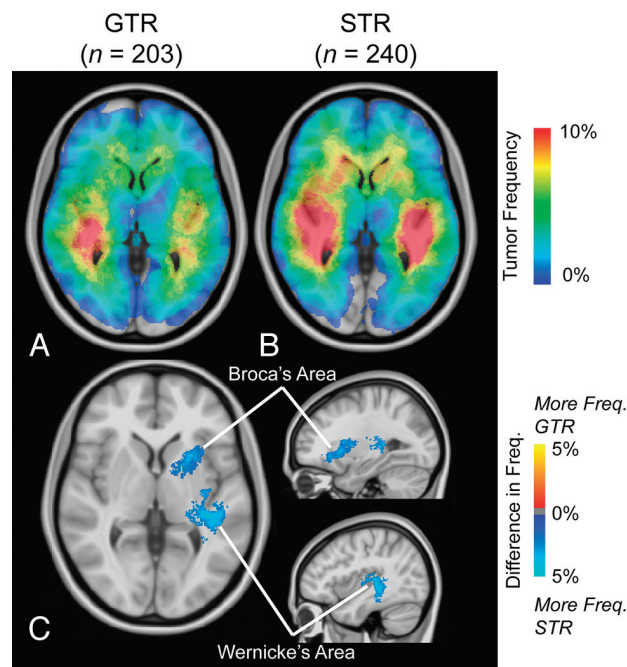 GTR
(n = 203)
STR
(n = 240)
10%
0%
Tumor Frequency
A
B
Broca's Area
Wernicke's Area
C
More Freq.
GTR
5%
0%
5%
More Freq.
STR
Difference in Freq.